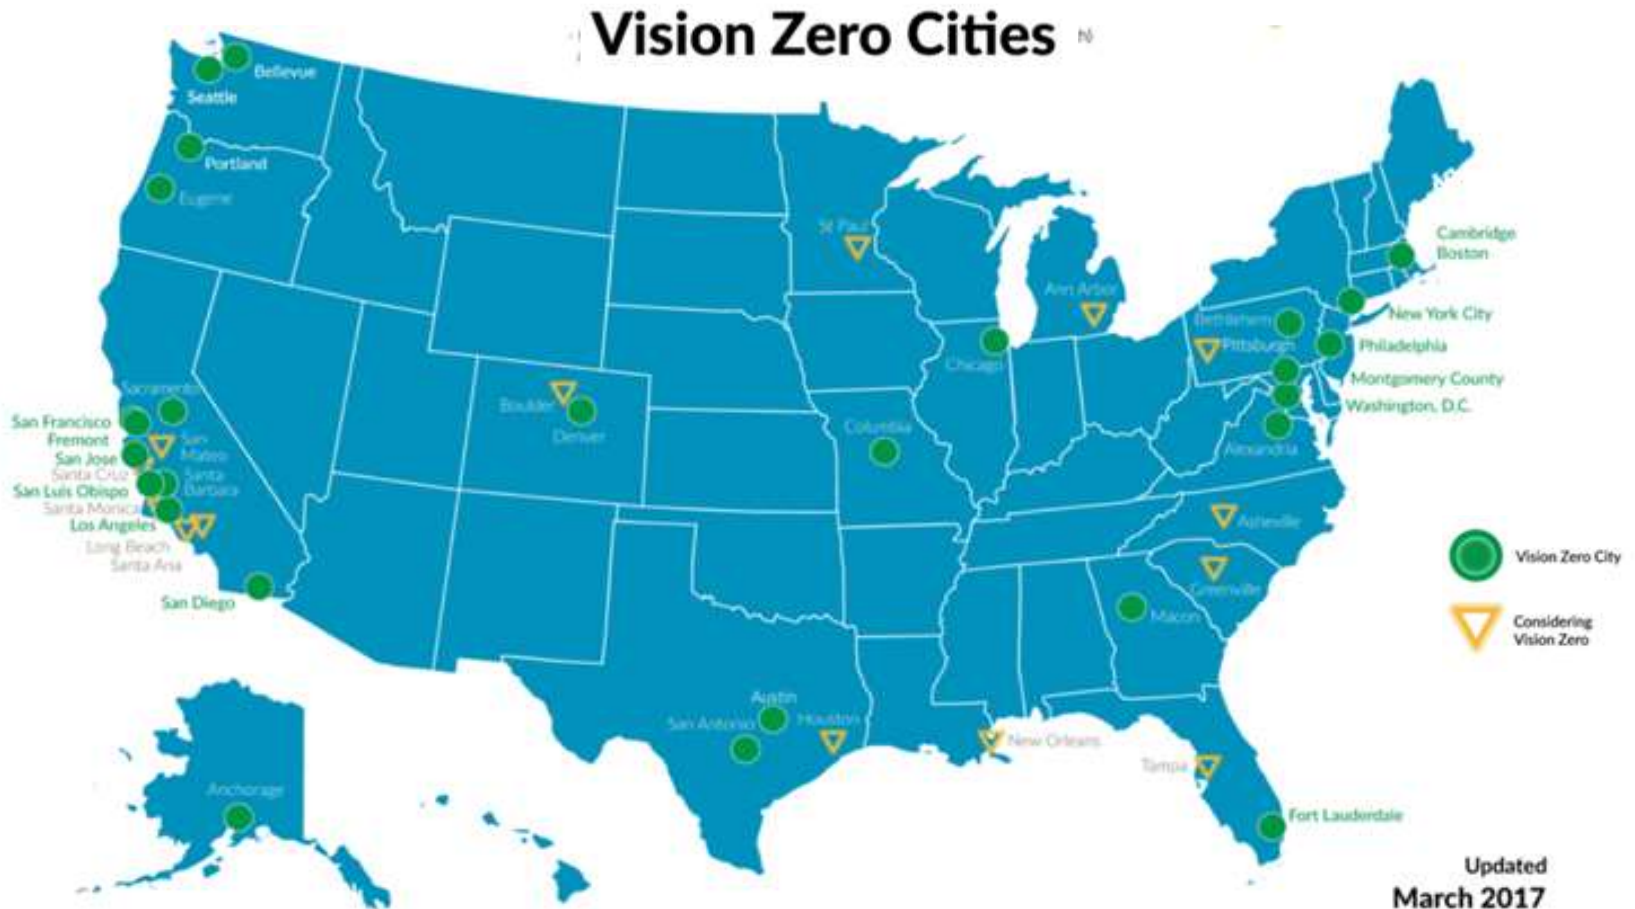 Vision Zero Cities
Bellevue
Seattle
Portland
Eugene
St Paul
Cambridge
Boston
Ann Arbor
New York City
Bethlehem
Pittsburgh
Philadelphia
Chicago
Montgomery County
Washington, D.C.
Alexandria
Sacramento
Boulder
Denver
Columbia
San Francisco
Fremont
San
San Jose
Mateo
Santa Cruz
Santa
San Luis Obispo
Barbara
Santa Monica
Los Angeles
Long Beach
Santa Ana
San Diego
Asheville
Greenville
Macon
Vision Zero City
Considering
Vision Zero
Austin
San Antonio
Houston
New Orleans
Tampa
Anchorage
Fort Lauderdale
Updated
March 2017